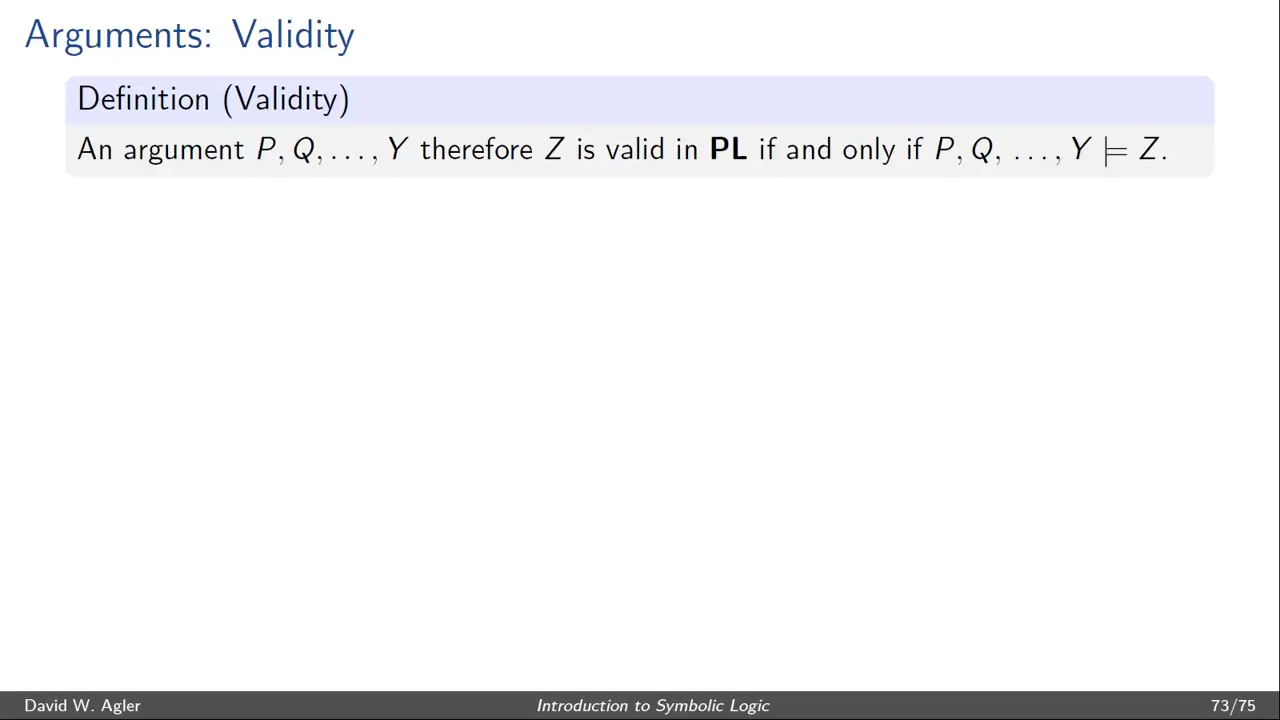 Arguments: Validity
Definition (Validity)
An argument P, Q, . . . , Y therefore Z is valid in PL if and only if P, Q, . . . , Y ⊨ Z.
David W. Agler
Introduction to Symbolic Logic
73/75